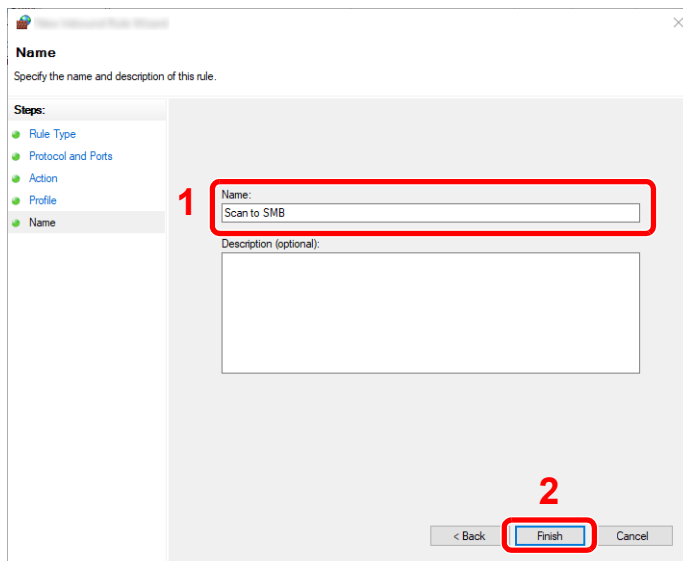 Name
Specify the name and description of this rule.
Steps:
Rule Type
Protocol and Ports
Action
Profile
Name
1
Name:
Scan to SMB
Description (optional):
2
< Back
Finish
Cancel